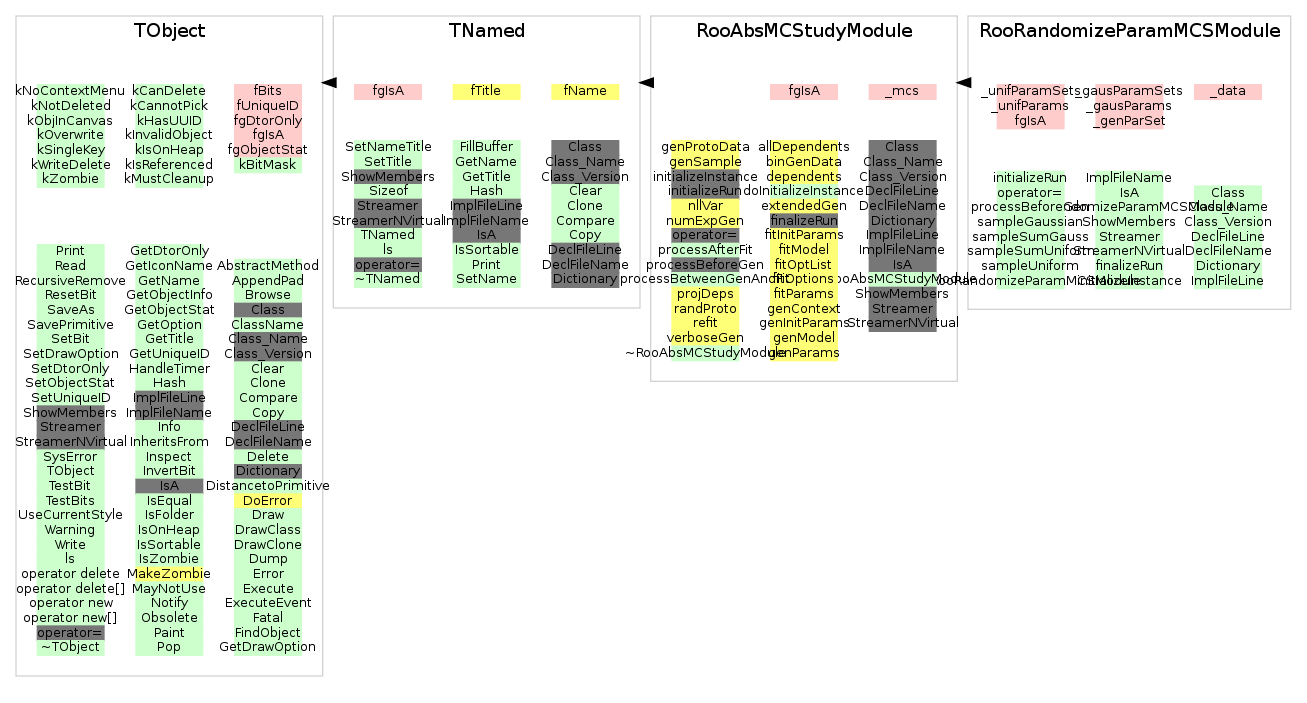 TObject
kNoContextMenu
kNotDeleted
kObjInCanvas
kOverwrite
kSingleKey
kWriteDelete
kZombie
kCanDelete
kCannotPick
kHasUUID
kInvalidObject
kIsOnHeap
kIsReferenced
kMustCleanup
fBits
fUniqueID
fgDtorOnly
fgIsA
fgObjectStat
kBitMask
Print
Read
RecursiveRemove
ResetBit
SaveAs
SavePrimitive
SetBit
SetDrawOption
SetDtorOnly
SetObjectStat
SetUniqueID
ShowMembers
Streamer
StreamerNVirtual
SysError
TObject
TestBit
TestBits
UseCurrentStyle
Warning
Write
ls
operator delete
operator delete[]
operator new
operator new[]
operator=
~TObject
GetDtorOnly
GetIconName
GetName
GetObjectInfo
GetObjectStat
GetOption
GetTitle
GetUniqueID
HandleTimer
Hash
ImplFileLine
ImplFileName
Info
InheritsFrom
Inspect
InvertBit
IsA
IsEqual
IsFolder
IsOnHeap
IsSortable
IsZombie
MakeZombie
MayNotUse
Notify
Obsolete
Paint
Pop
AbstractMethod
AppendPad
Browse
Class
ClassName
Class_Name
Class_Version
Clear
Clone
Compare
Copy
DeclFileLine
DeclFileName
Delete
Dictionary
DistancetoPrimitive
DoError
Draw
DrawClass
DrawClone
Dump
Error
Execute
ExecuteEvent
Fatal
FindObject
GetDrawOption
TNamed
fgIsA
fTitle
fName
SetNameTitle
SetTitle
ShowMembers
Sizeof
Streamer
StreamerNVirtual
TNamed
ls
operator=
~TNamed
FillBuffer
GetName
GetTitle
Hash
ImplFileLine
ImplFileName
IsA
IsSortable
Print
SetName
Class
Class_Name
Class_Version
Clear
Clone
Compare
Copy
DeclFileLine
DeclFileName
Dictionary
RooAbsMCStudyModule
fgIsA
_mcs
genProtoData
genSample
initializeInstance
initializeRun
nllVar
numExpGen
operator=
processAfterFit
processBeforeGen
processBetweenGenAndFit
projDeps
randProto
refit
verboseGen
~RooAbsMCStudyModule
allDependents
binGenData
dependents
doInitializeInstance
extendedGen
finalizeRun
fitInitParams
fitModel
fitOptList
fitOptions
fitParams
genContext
genInitParams
genModel
genParams
Class
Class_Name
Class_Version
DeclFileLine
DeclFileName
Dictionary
ImplFileLine
ImplFileName
IsA
RooAbsMCStudyModule
ShowMembers
Streamer
StreamerNVirtual
RooRandomizeParamMCSModule
_unifParamSets
_unifParams
fgIsA
_gausParamSets
_gausParams
_genParSet
_data
initializeRun
operator=
processBeforeGen
sampleGaussian
sampleSumGauss
sampleSumUniform
sampleUniform
~RooRandomizeParamMCSModule
ImplFileName
IsA
RooRandomizeParamMCSModule
ShowMembers
Streamer
StreamerNVirtual
finalizeRun
initializeInstance
Class
Class_Name
Class_Version
DeclFileLine
DeclFileName
Dictionary
ImplFileLine